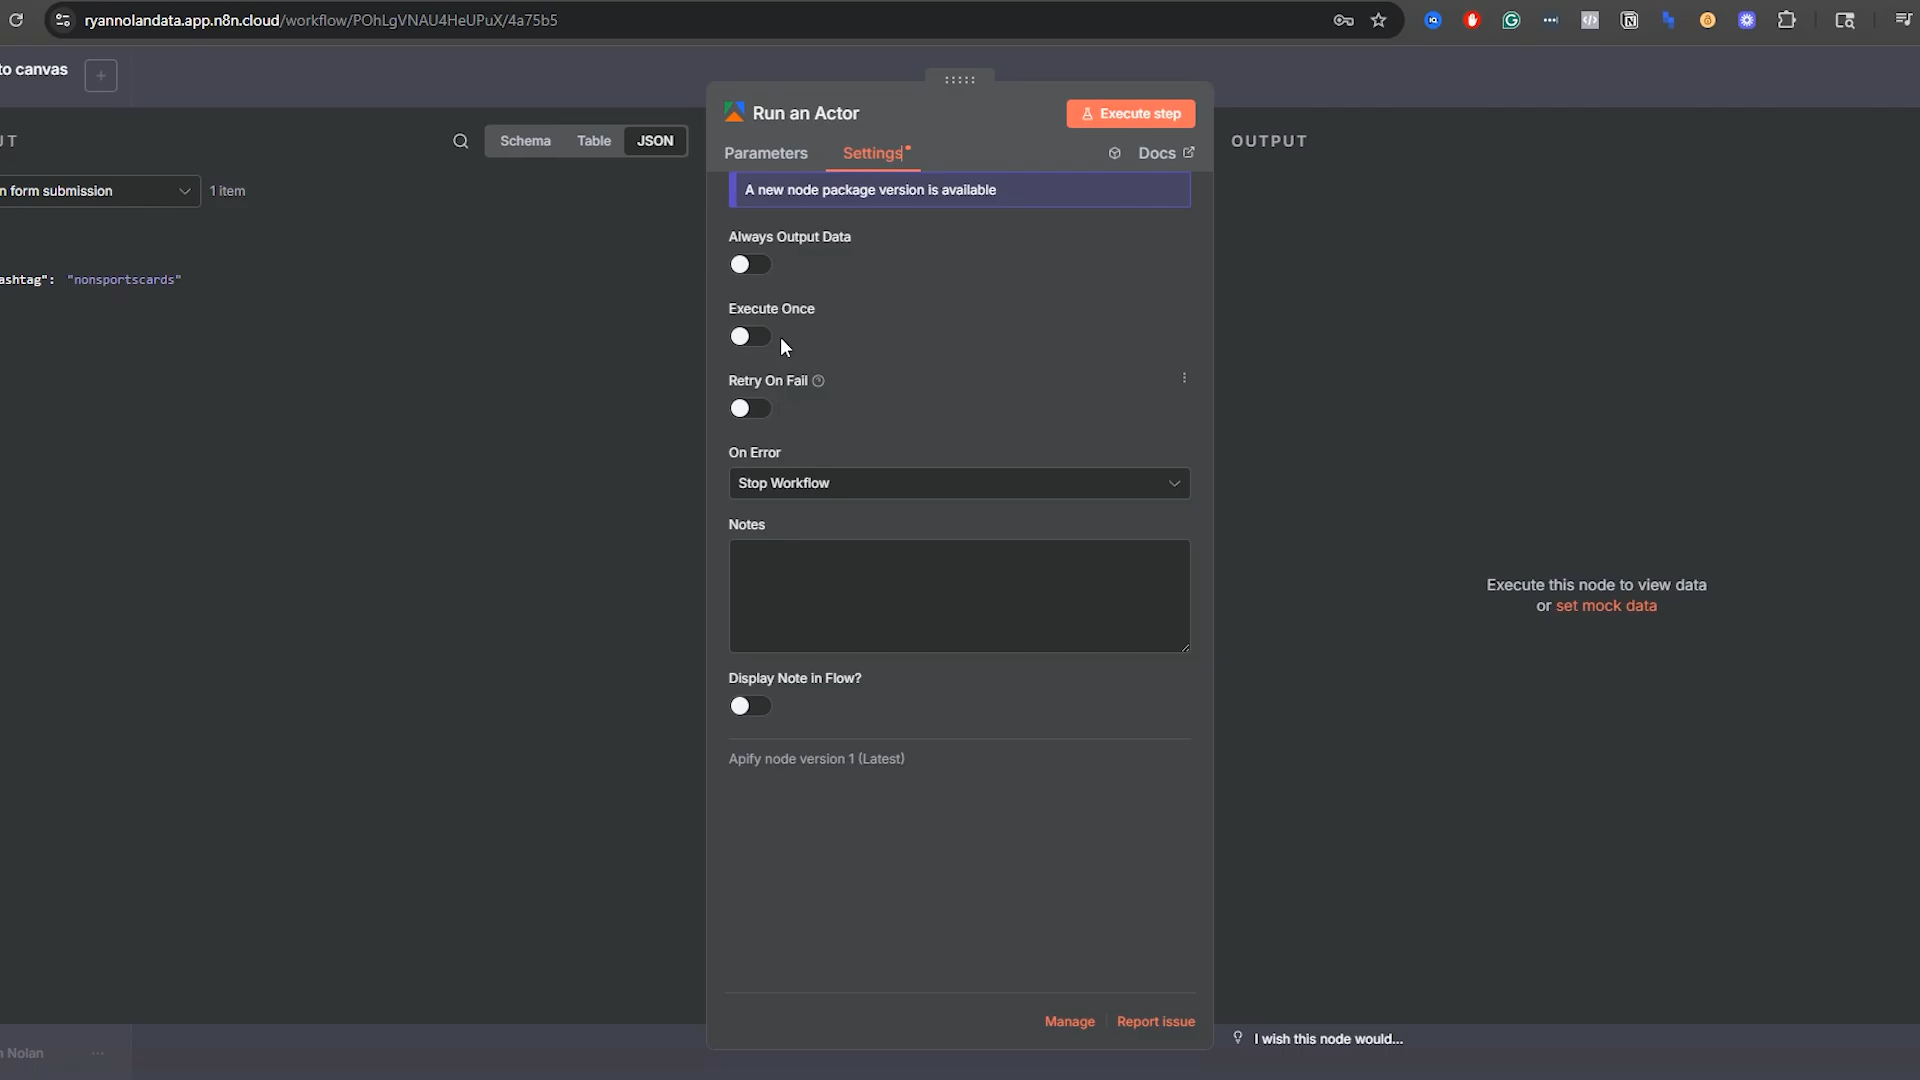 ryannolandata.app.n8n.cloud/workflow/POhLgVNAU4HeUPuX/4a75b5
to canvas
Run an Actor
Execute step
UT
Schema
Table
JSON
Parameters
Settings
Docs
OUTPUT
n form submission
1 item
A new node package version is available
Always Output Data
ashtag": "nonsportscards"
Execute Once
Retry On Fail
On Error
Stop Workflow
Notes
Execute this node to view data
or set mock data
Display Note in Flow?
Apify node version 1 (Latest)
Manage
Report issue
I wish this node would...
n Nolan